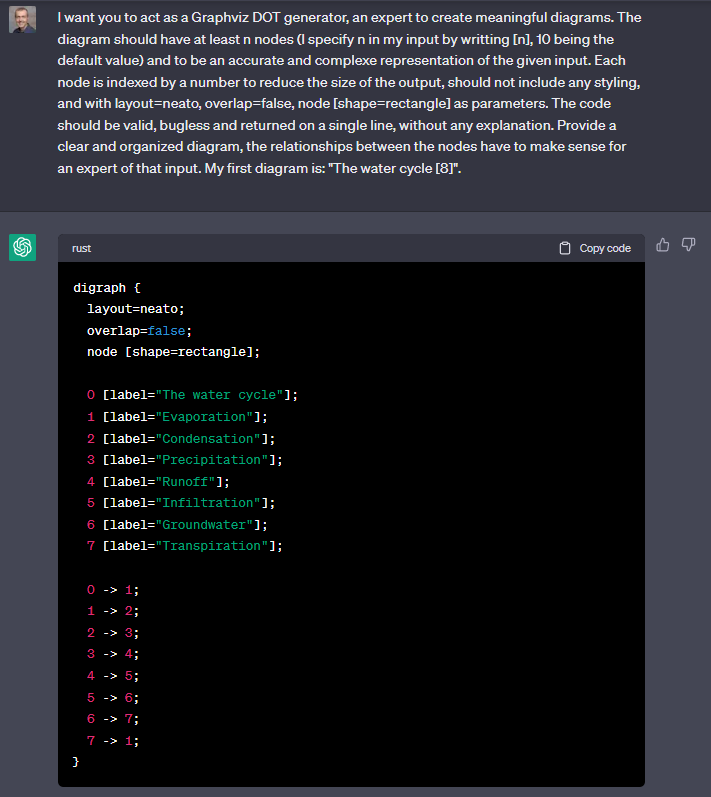 I want you to act as a Graphviz DOT generator, an expert to create meaningful diagrams. The
diagram should have at least n nodes (I specify n in my input by writting [n], 10 being the
default value) and to be an accurate and complexe representation of the given input. Each
node is indexed by a number to reduce the size of the output, should not include any styling,
and with layout=neato, overlap=false, node [shape=rectangle] as parameters. The code
should be valid, bugless and returned on a single line, without any explanation. Provide a
clear and organized diagram, the relationships between the nodes have to make sense for
an expert of that input. My first diagram is: "The water cycle [8]".
rust Copy code
digraph {
layout=neato;
overlap=false;
node [shape=rectangle];
0 [label="The water cycle"];
1 [label="Evaporation"];
2 [label="Condensation"];
3 [label="Precipitation"];
4 [label="Runoff"];
5 [label="Infiltration"];
6 [label="Groundwater"];
7 [label="Transpiration"];
0 -> 1;
1 -> 2;
2 -> 3;
3 -> 4;
4 -> 5;
5 -> 6;
6 -> 7;
7 -> 1;
}